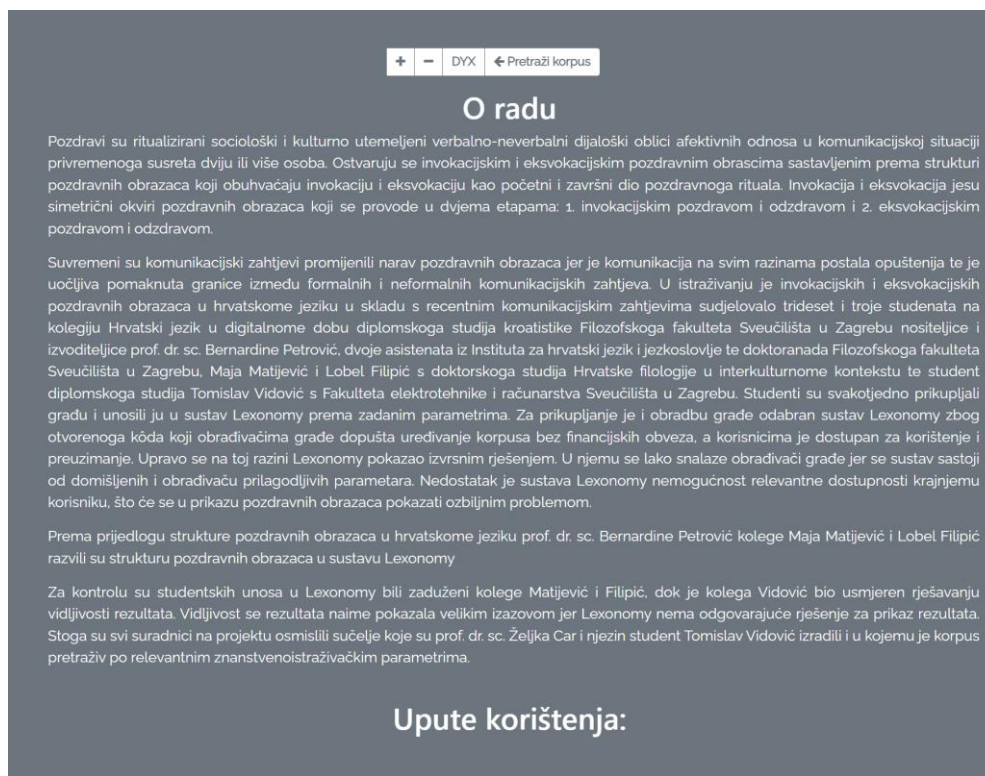 + − DYX ← Pretraži korpus
O radu
Pozdravi su ritualizirani sociološki i kulturno utemeljeni verbalno-neverbalni dijaloški oblici afektivnih odnosa u komunikacijskoj situaciji
privremenoga susreta dviju ili više osoba. Ostvaruju se invokacijskim i eksvokacijskim pozdravnim obrascima sastavljenim prema strukturi
pozdravnih obrazaca koji obuhvaćaju invokaciju i eksvokaciju kao početni i završni dio pozdravnoga rituala. Invokacija i eksvokacija jesu
simetrični okviri pozdravnih obrazaca koji se provode u dvjema etapama: 1. invokacijskim pozdravom i odzdravom i 2. eksvokacijskim
pozdravom i odzdravom.
Suvremeni su komunikacijski zahtjevi promijenili narav pozdravnih obrazaca jer je komunikacija na svim razinama postala opuštenija te je
uočljiva pomaknuta granice između formalnih i neformalnih komunikacijskih zahtjeva. U istraživanju je invokacijskih i eksvokacijskih
pozdravnih obrazaca u hrvatskome jeziku u skladu s recentnim komunikacijskim zahtjevima sudjelovalo trideset i troje studenata na
kolegiju Hrvatski jezik u digitalnome dobu diplomskoga studija kroatistike Filozofskoga fakulteta Sveučilišta u Zagrebu nositeljice i
izvoditeljice prof. dr. sc. Bernardine Petrović, dvoje asistenata iz Instituta za hrvatski jezik i jezkoslovlje te doktoranada Filozofskoga fakulteta
Sveučilišta u Zagrebu, Maja Matijević i Lobel Filipić s doktorskoga studija Hrvatske filologije u interkulturnome kontekstu te student
diplomskoga studija Tomislav Vidović s Fakulteta elektrotehnike i računarstva Sveučilišta u Zagrebu. Studenti su svakotjedno prikupljali
građu i unosili ju u sustav Lexonomy prema zadanim parametrima. Za prikupljanje je i obradbu građe odabran sustav Lexonomy zbog
otvorenoga kôda koji obrađivačima građe dopušta uređivanje korpusa bez financijskih obveza, a korisnicima je dostupan za korištenje i
preuzimanje. Upravo se na toj razini Lexonomy pokazao izvrsnim rješenjem. U njemu se lako snalaze obrađivači građe jer se sustav sastoji
od domišljenih i obrađivaču prilagodljivih parametara. Nedostatak je sustava Lexonomy nemogućnost relevantne dostupnosti krajnjemu
korisniku, što će se u prikazu pozdravnih obrazaca pokazati ozbiljnim problemom.
Prema prijedlogu strukture pozdravnih obrazaca u hrvatskome jeziku prof. dr. sc. Bernardine Petrović kolege Maja Matijević i Lobel Filipić
razvili su strukturu pozdravnih obrazaca u sustavu Lexonomy
Za kontrolu su studentskih unosa u Lexonomy bili zaduženi kolege Matijević i Filipić, dok je kolega Vidović bio usmjeren rješavanju
vidljivosti rezultata. Vidljivost se rezultata naime pokazala velikim izazovom jer Lexonomy nema odgovarajuće rješenje za prikaz rezultata.
Stoga su svi suradnici na projektu osmislili sučelje koje su prof. dr. sc. Željka Car i njezin student Tomislav Vidović izradili i u kojemu je korpus
pretraživ po relevantnim znanstvenoistraživačkim parametrima.
Upute korištenja: